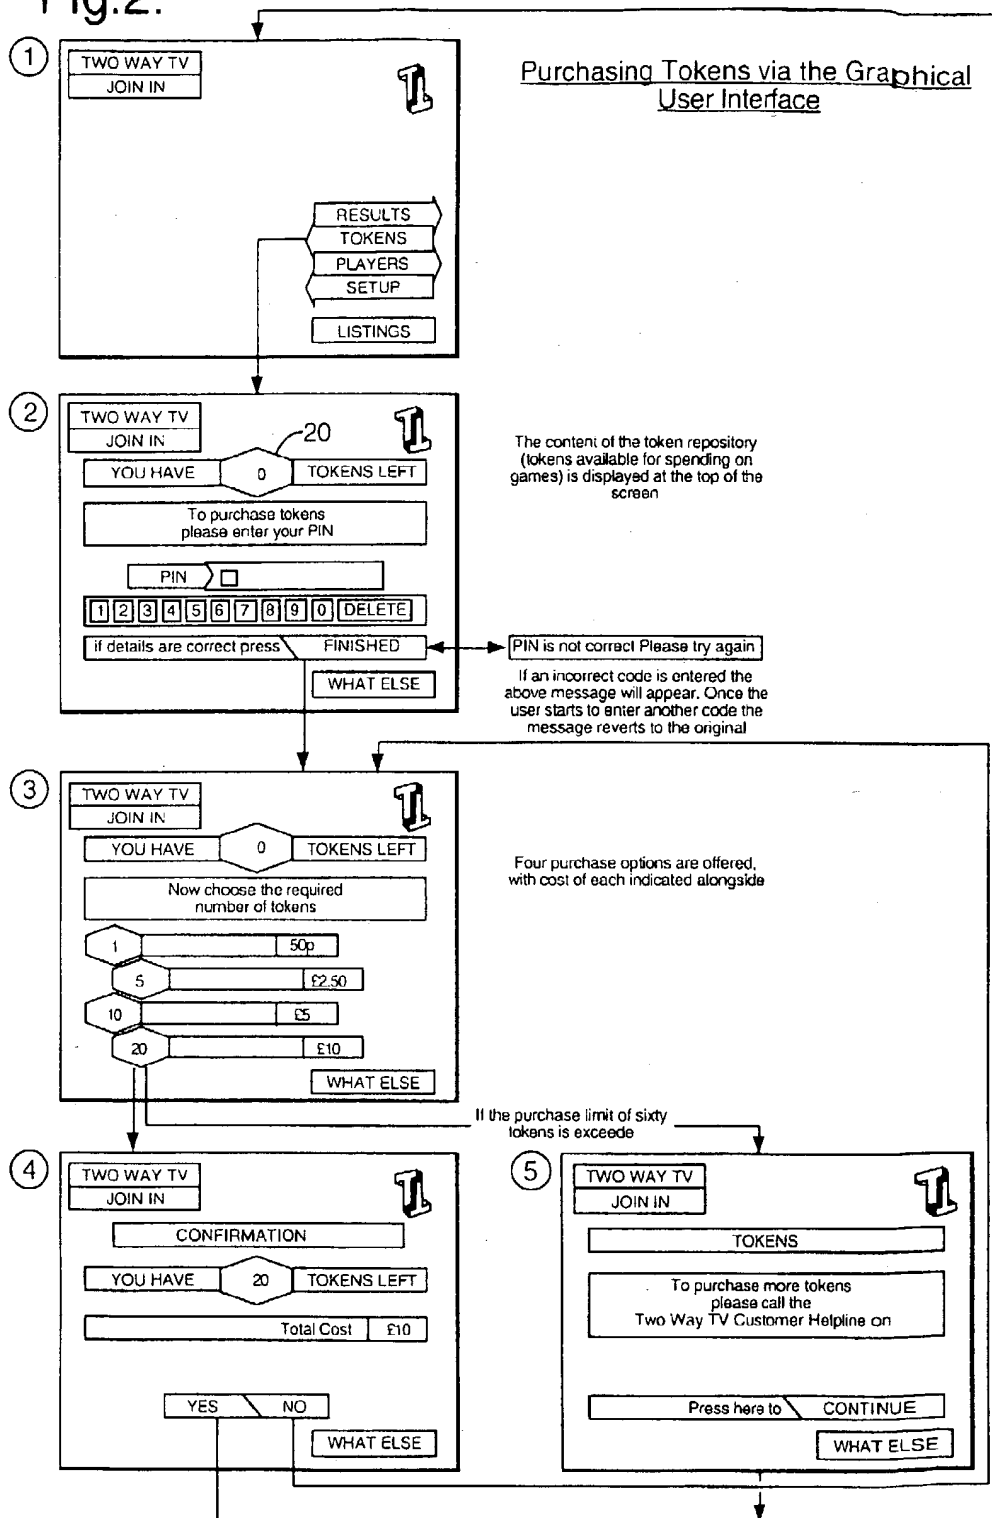 Fig.2.
Purchasing Tokens via the Graphical
User Interface
1
TWO WAY TV
JOIN IN
RESULTS
TOKENS
PLAYERS
SETUP
LISTINGS
2
TWO WAY TV
JOIN IN
20
YOU HAVE 0 TOKENS LEFT
To purchase tokens
please enter your PIN
PIN
1 2 3 4 5 6 7 8 9 0 DELETE
if details are correct press FINISHED
WHAT ELSE
The content of the token repository
(tokens available for spending on
games) is displayed at the top of the
screen
PIN is not correct Please try again
If an incorrect code is entered the
above message will appear. Once the
user starts to enter another code the
message reverts to the original
3
TWO WAY TV
JOIN IN
YOU HAVE 0 TOKENS LEFT
Now choose the required
number of tokens
1 50p
5 £2.50
10 £5
20 £10
WHAT ELSE
Four purchase options are offered,
with cost of each indicated alongside
If the purchase limit of sixty
tokens is exceede
4
TWO WAY TV
JOIN IN
CONFIRMATION
YOU HAVE 20 TOKENS LEFT
Total Cost £10
YES NO
WHAT ELSE
5
TWO WAY TV
JOIN IN
TOKENS
To purchase more tokens
please call the
Two Way TV Customer Helpline on
Press here to CONTINUE
WHAT ELSE